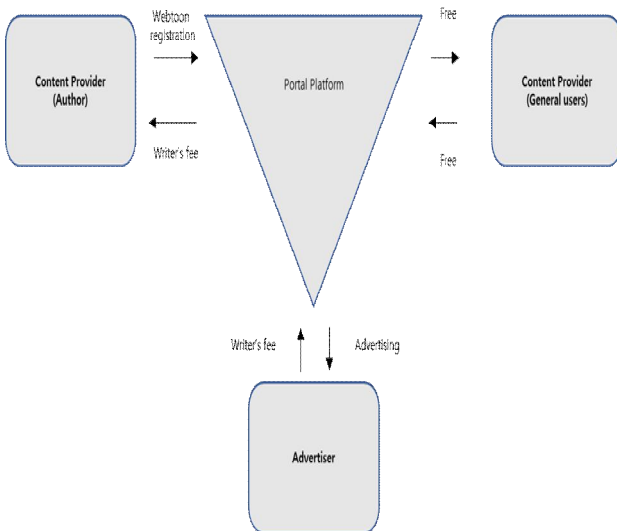 Webtoon
registration
Free
Content Provider
(Author)
Portal Platform
Content Provider
(General users)
Writer's fee
Free
Writer's fee
Advertising
Advertiser